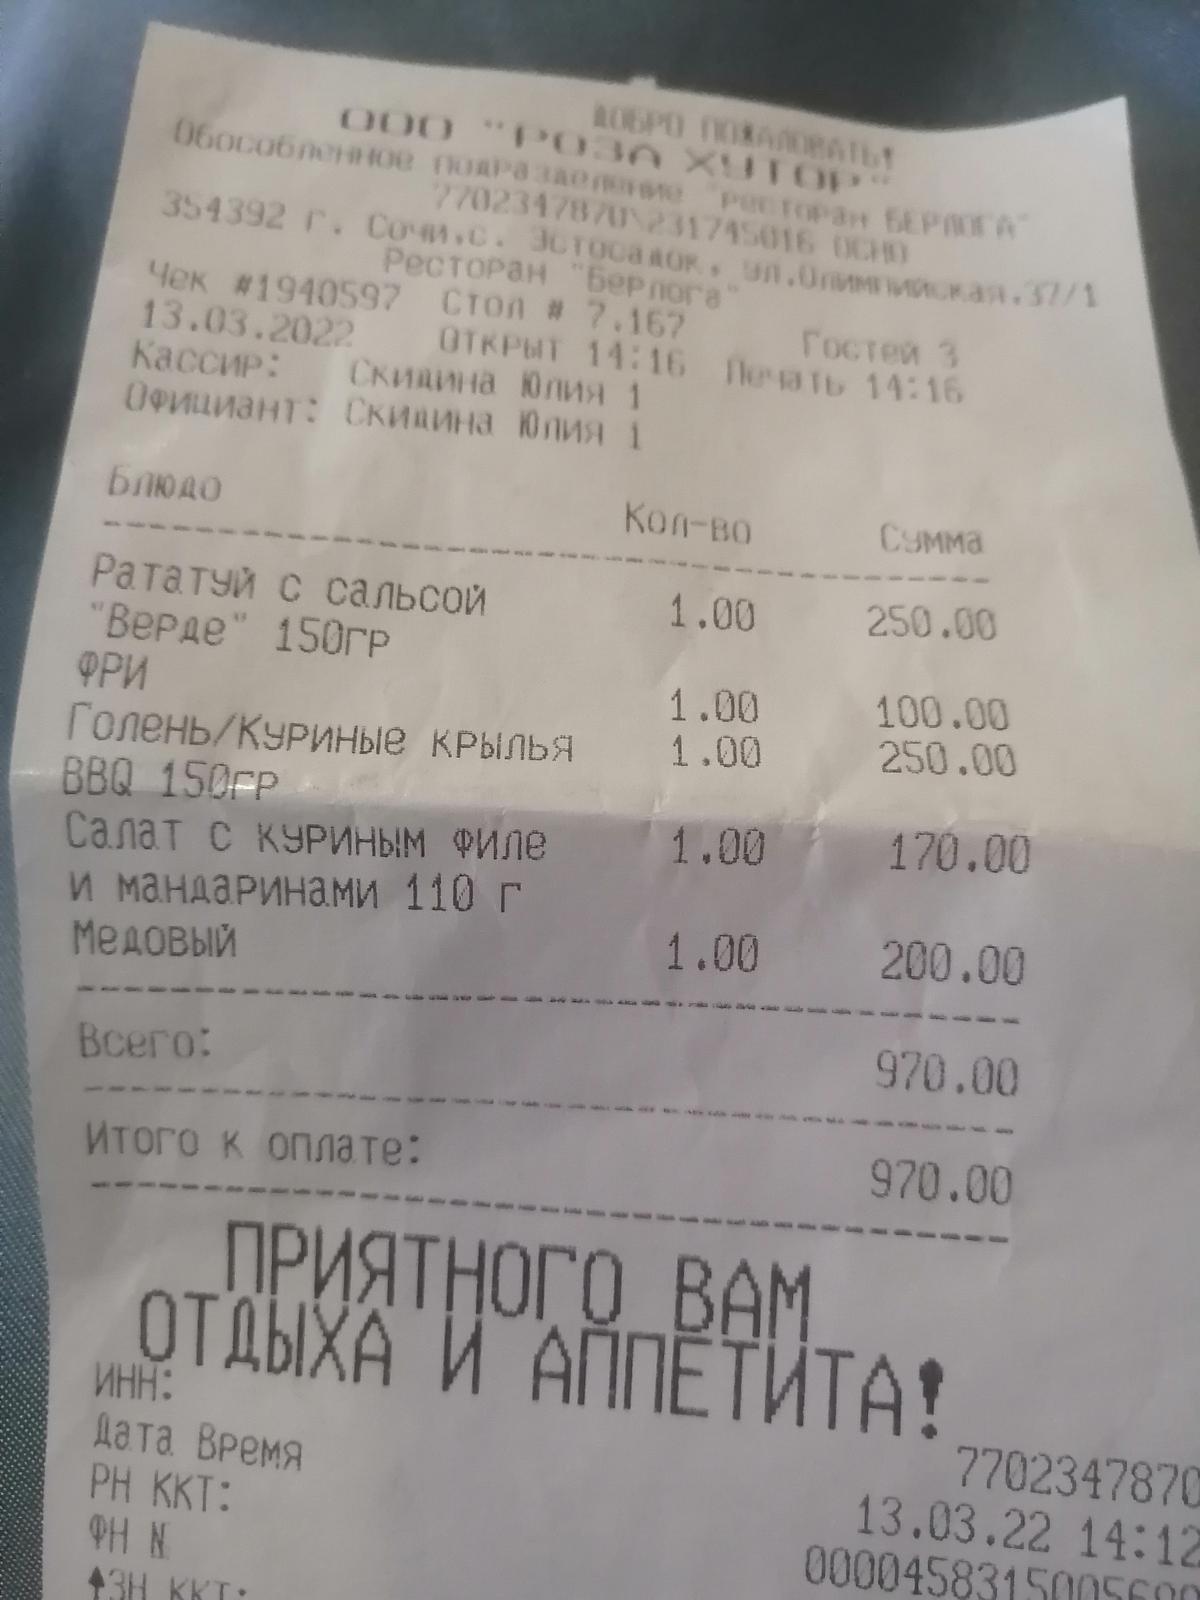 ДОБРО ПОЖАЛОВАТЬ!
ООО "РОЗА ХУТОР"
Обособленное подразделение "Ресторан БЕРЛОГА"
7702347870\231745016 ОСНО
354392 г. Сочи,с. Эстосадок, ул.Олимпийская,37/1
Ресторан "Берлога"
Чек #1940597 Стол # 7.167 Гостей 3
13.03.2022 ОТКРЫТ 14:16 Печать 14:16
Кассир: Скидина Юлия 1
Официант: Скидина Юлия 1
Блюдо Кол-во Сумма
Рататуй с сальсой 1.00 250.00
"Верде" 150гр
ФРИ 1.00 100.00
Голень/Куриные крылья 1.00 250.00
BBQ 150гр
Салат с куриным филе 1.00 170.00
и мандаринами 110 г
Медовый 1.00 200.00
Всего: 970.00
Итого к оплате: 970.00
ПРИЯТНОГО ВАМ
ОТДЫХА И АППЕТИТА!
ИНН: 7702347870
Дата Время 13.03.22 14:12
РН ККТ:
ФН N
ЗН ККТ: